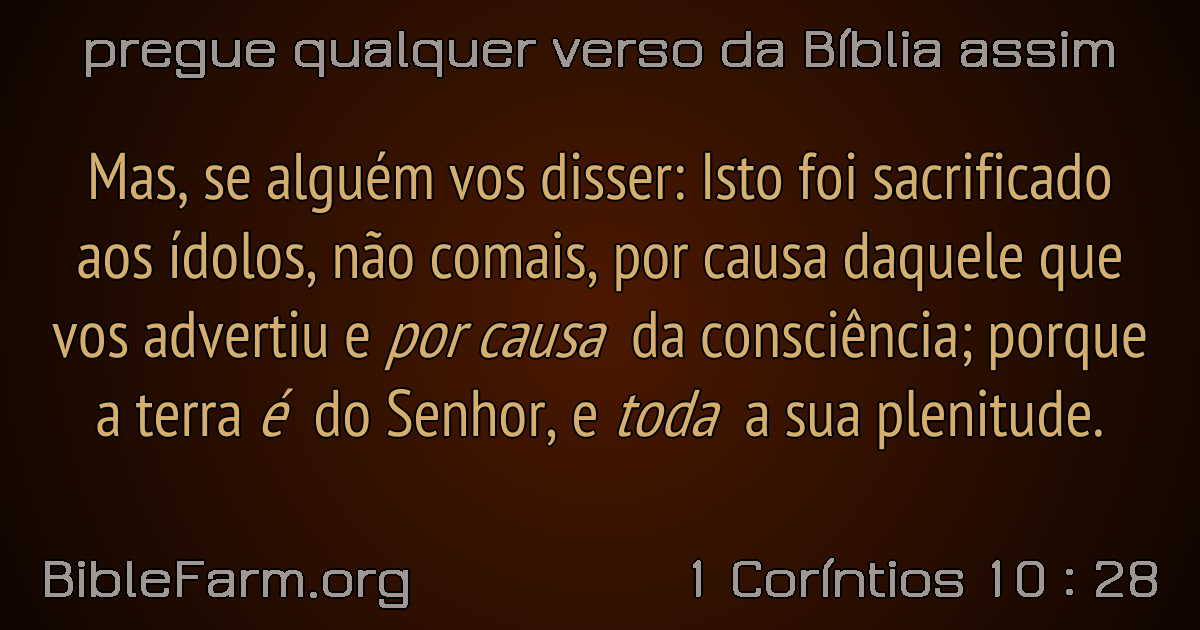 pregue qualquer verso da Bíblia assim
Mas, se alguém vos disser: Isto foi sacrificado
aos ídolos, não comais, por causa daquele que
vos advertiu e por causa da consciência; porque
a terra é do Senhor, e toda a sua plenitude.
BibleFarm.org
1 Coríntios 10 : 28